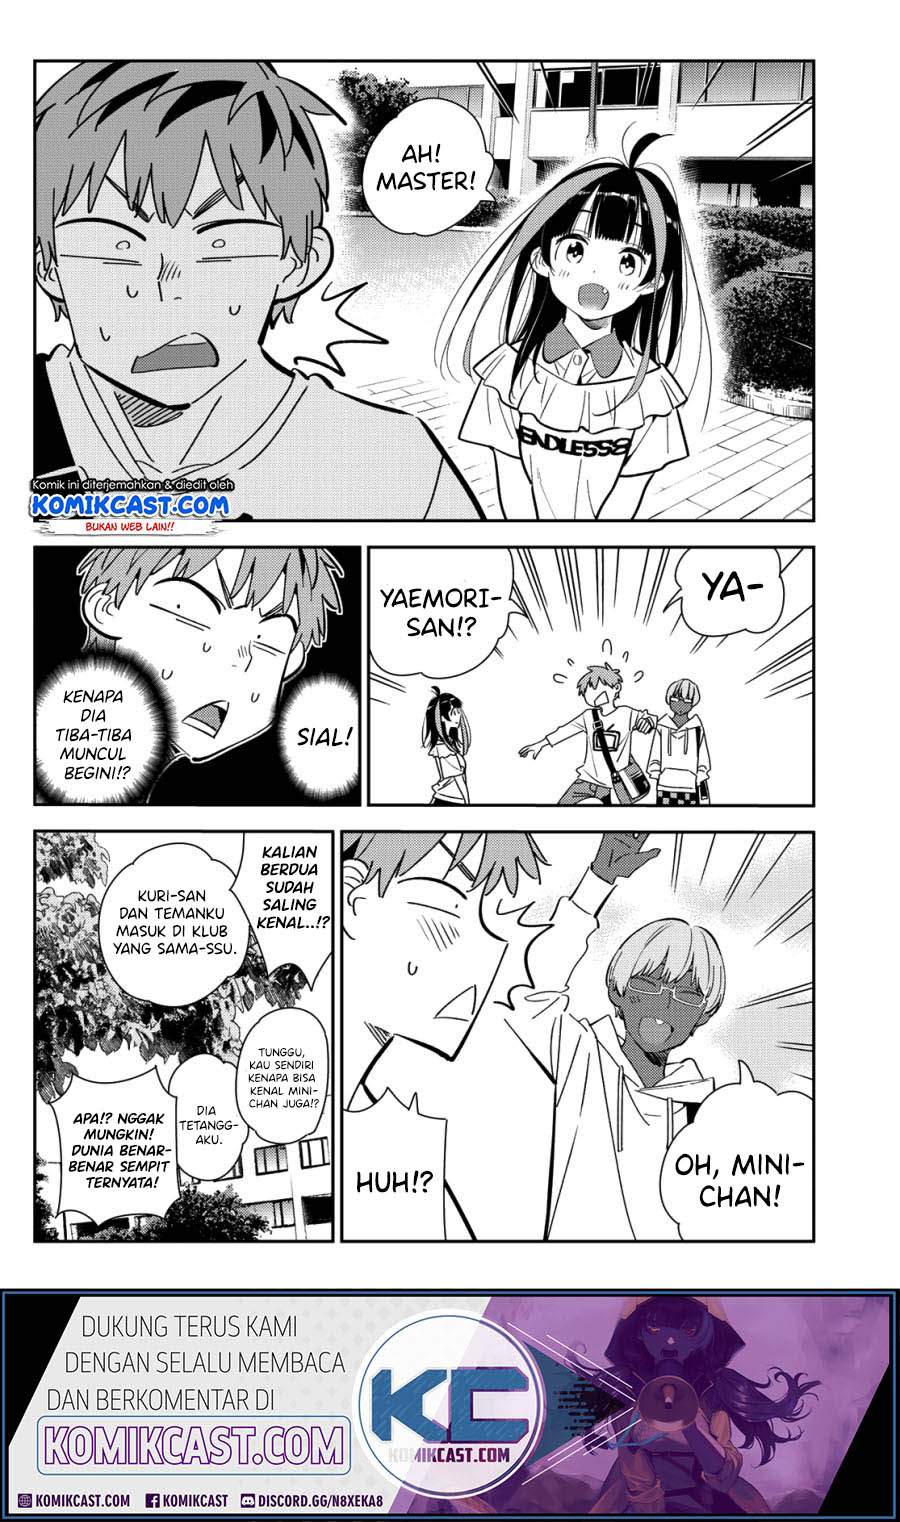 AH!
MASTER!
ENDLESS8
Komik ini diterjemahkan & diedit oleh
KOMIKCAST.COM
BUKAN WEB LAIN!!
YA-
YAEMORI-
SAN!?
SIAL!
KENAPA
DIA
TIBA-TIBA
MUNCUL
BEGINI!?
OH, MINI-
CHAN!
HUH!?
KALIAN
BERDUA
SUDAH
SALING
KENAL..!?
KURI-SAN
DAN TEMANKU
MASUK DI KLUB
YANG SAMA-SSU.
TUNGGU,
KAU SENDIRI
KENAPA BISA
KENAL MINI-
CHAN JUGA!?
DIA
TETANGG-
AKU.
APA!? NGGAK
MUNGKIN!
DUNIA BENAR-
BENAR SEMPIT
TERNYATA!
DUKUNG TERUS KAMI
DENGAN SELALU MEMBACA
DAN BERKOMENTAR DI
KOMIKCAST.COM
KC
KOMIKCAST.COM
KOMIKCAST.COM
KOMIKCAST
DISCORD.GG/N8XEKA8